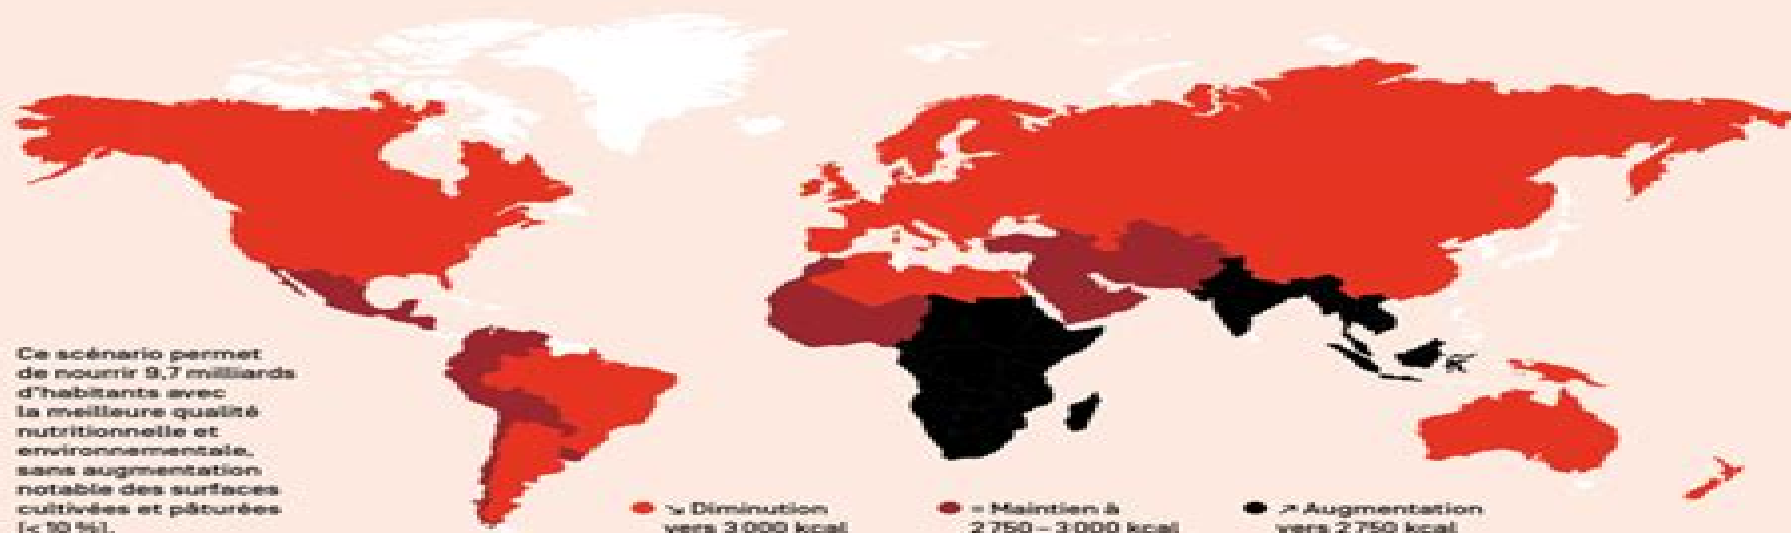 Ce scénario permet
de nourrir 9,7 milliards
d'habitants avec
la meilleure qualité
nutritionnelle et
environnementale,
sans augmentation
notable des surfaces
cultivées et pâturées
(< 10 %).
↘ Diminution
vers 3 000 kcal
= Maintien à
2 750 – 3 000 kcal
↗ Augmentation
vers 2 750 kcal